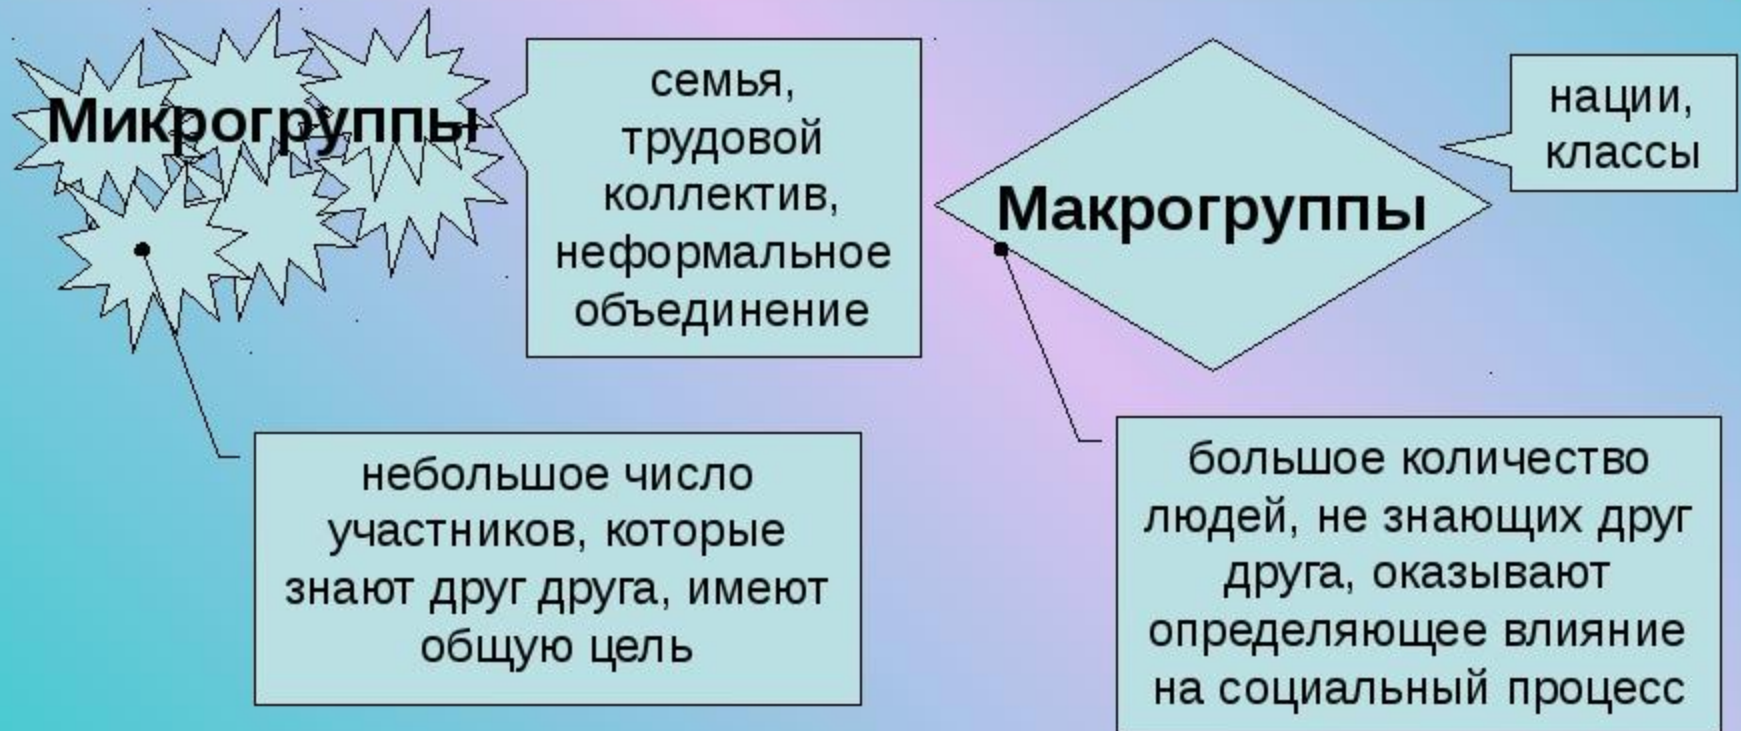 Микрогруппы
семья,
трудовой
коллектив,
неформальное
объединение
небольшое число
участников, которые
знают друг друга, имеют
общую цель
Макрогруппы
нации,
классы
большое количество
людей, не знающих друг
друга, оказывают
определяющее влияние
на социальный процесс